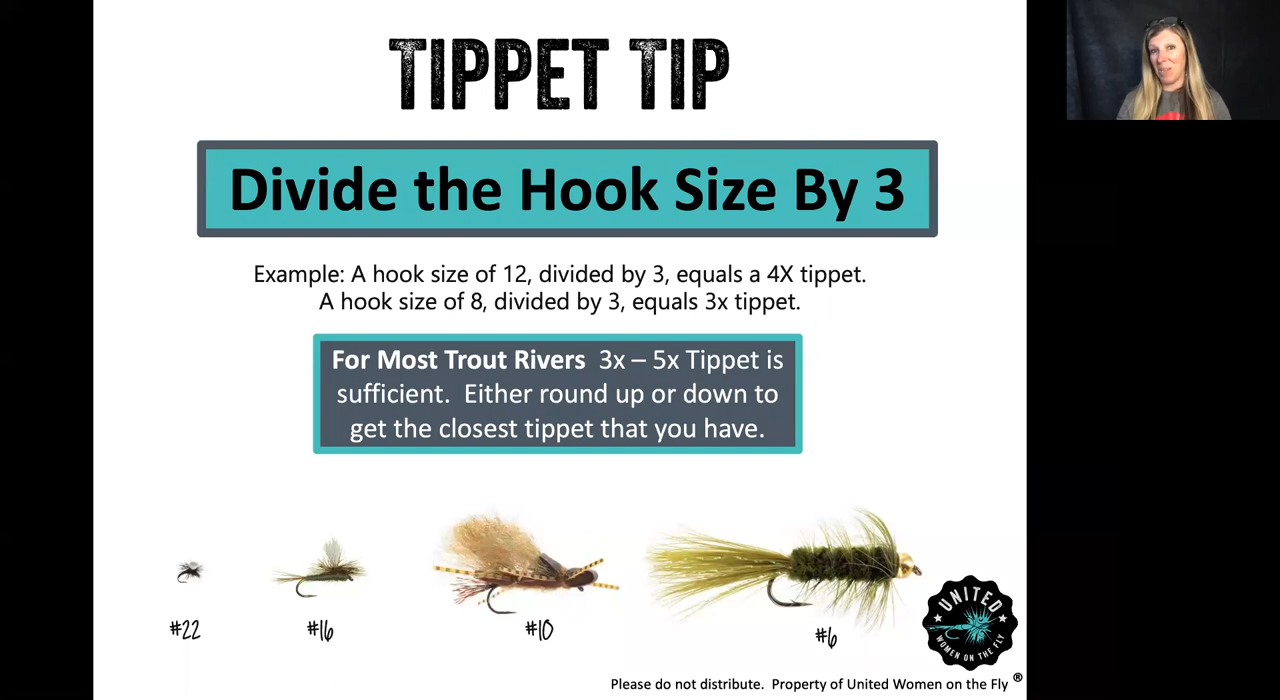 TIPPET TIP
Divide the Hook Size By 3
Example: A hook size of 12, divided by 3, equals a 4X tippet.
A hook size of 8, divided by 3, equals 3x tippet.
For Most Trout Rivers 3x – 5x Tippet is
sufficient. Either round up or down to
get the closest tippet that you have.
#22
#16
#10
#6
UNITED
WOMEN ON THE FLY
Please do not distribute. Property of United Women on the Fly ®